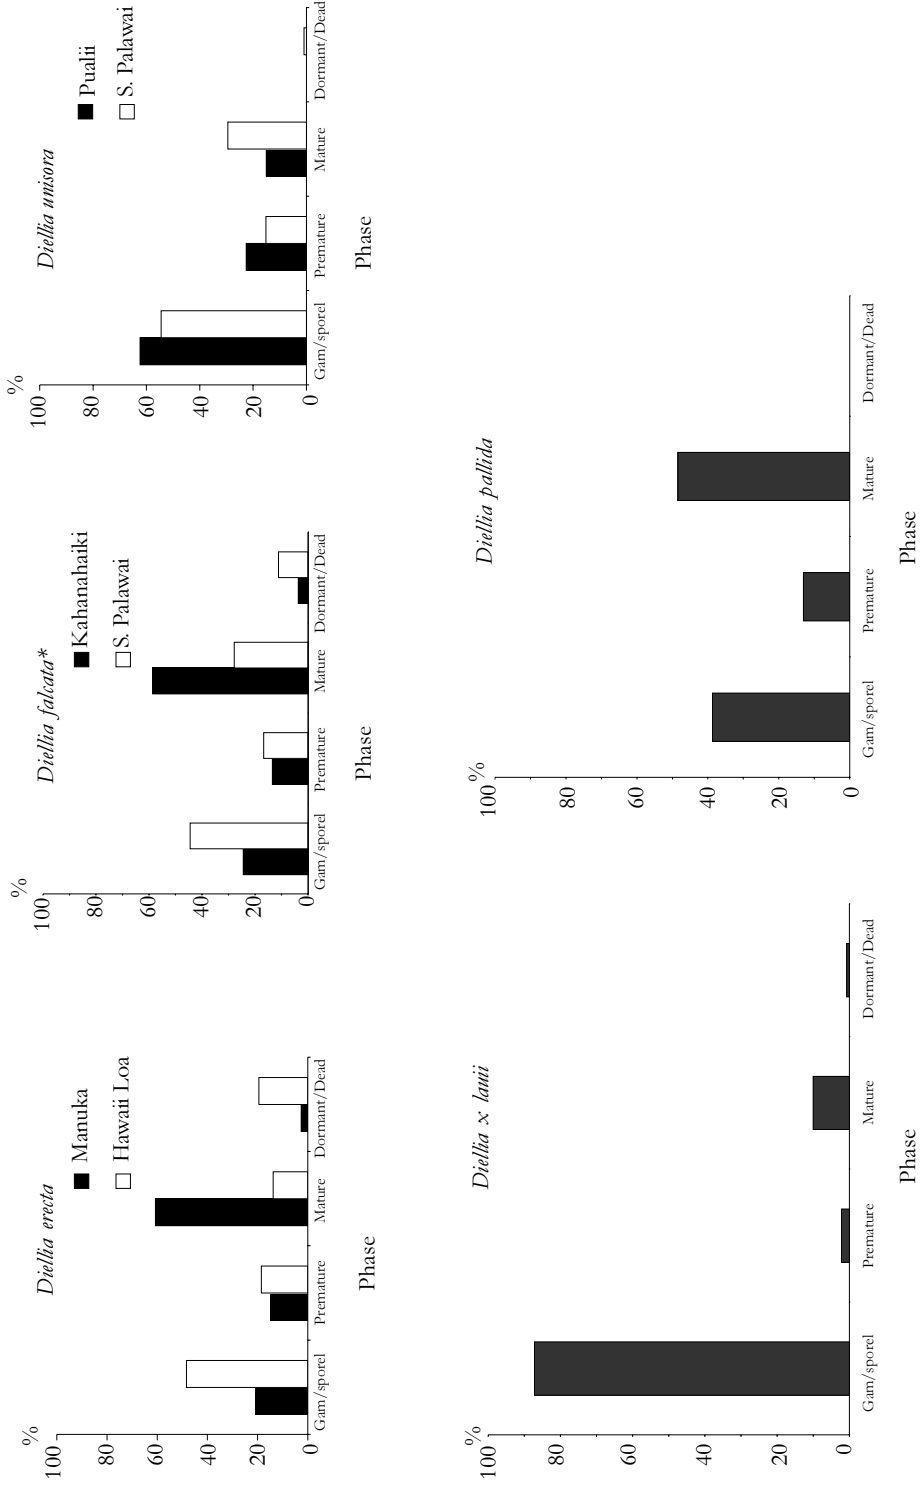 Diellia erecta
%
Manuka
Hawaii Loa
100
80
60
40
20
0
Gam/sporel Premature Mature Dormant/Dead
Phase
Diellia falcata*
%
Kahanahaiki
S. Palawai
100
80
60
40
20
0
Gam/sporel Premature Mature Dormant/Dead
Phase
Diellia unisora
%
Pualii
S. Palawai
100
80
60
40
20
0
Gam/sporel Premature Mature Dormant/Dead
Phase
Diellia x lauii
%
100
80
60
40
20
0
Gam/sporel Premature Mature Dormant/Dead
Phase
Diellia pallida
%
100
80
60
40
20
0
Gam/sporel Premature Mature Dormant/Dead
Phase